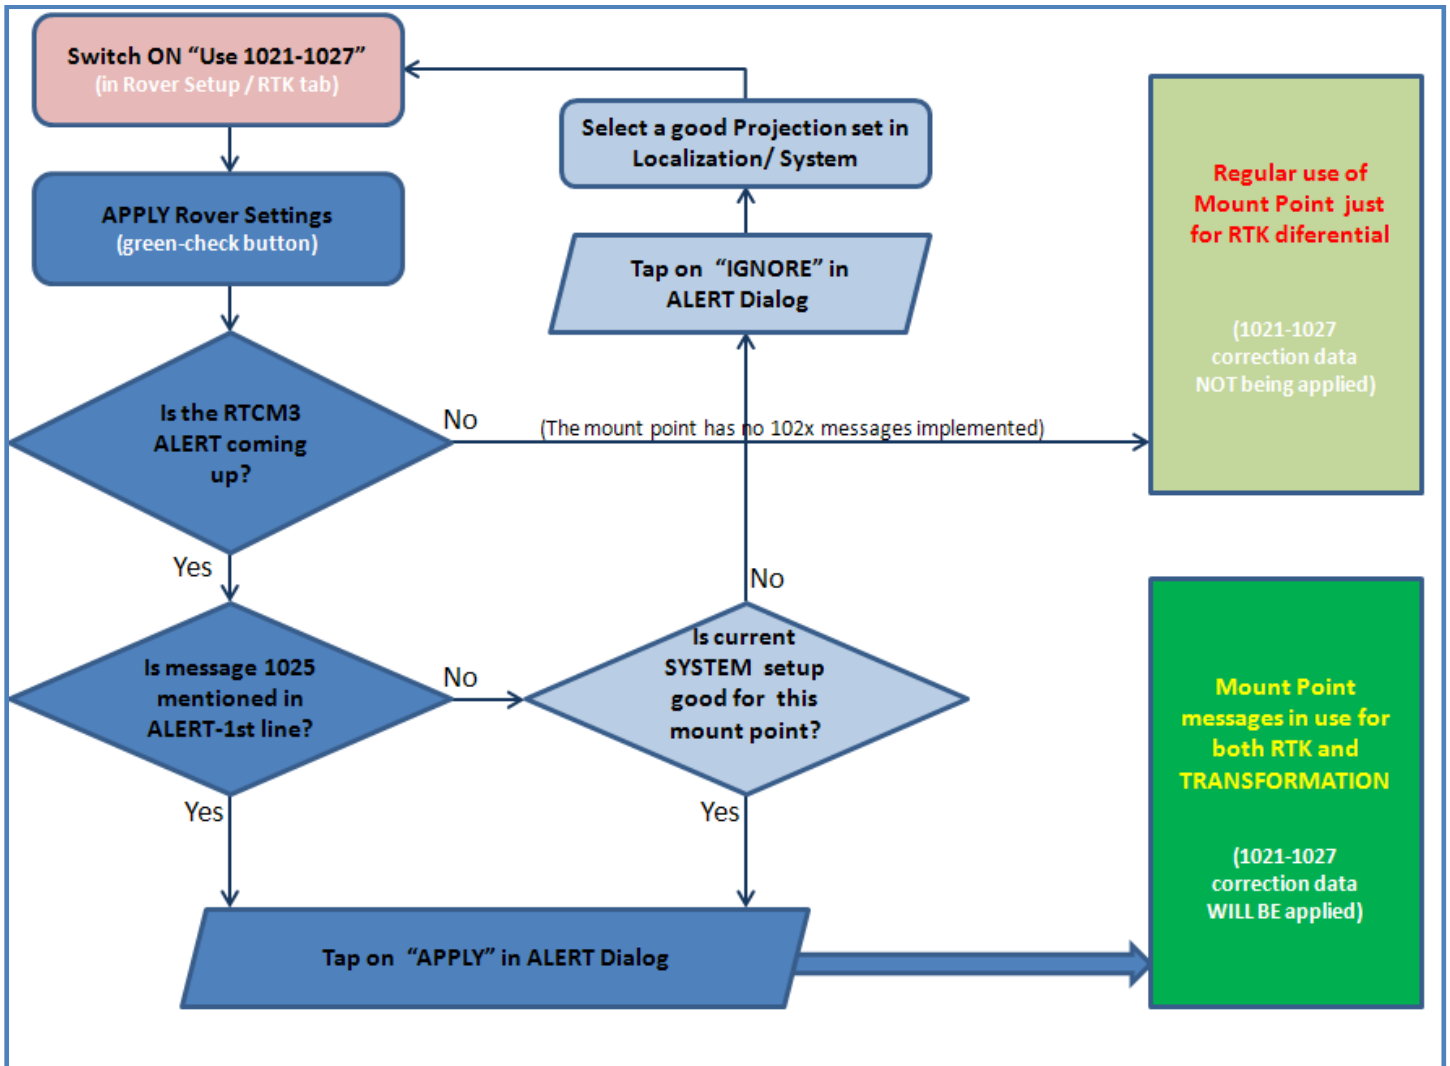 Switch ON “Use 1021-1027”
(in Rover Setup / RTK tab)
APPLY Rover Settings
(green-check button)
Is the RTCM3
ALERT coming
up?
No
(The mount point has no 102x messages implemented)
Yes
Is message 1025
mentioned in
ALERT-1st line?
No
Yes
Select a good Projection set in
Localization/ System
Tap on “IGNORE” in
ALERT Dialog
No
Is current
SYSTEM setup
good for this
mount point?
Yes
Tap on “APPLY” in ALERT Dialog
Regular use of
Mount Point just
for RTK diferential
(1021-1027
correction data
NOT being applied)
Mount Point
messages in use for
both RTK and
TRANSFORMATION
(1021-1027
correction data
WILL BE applied)